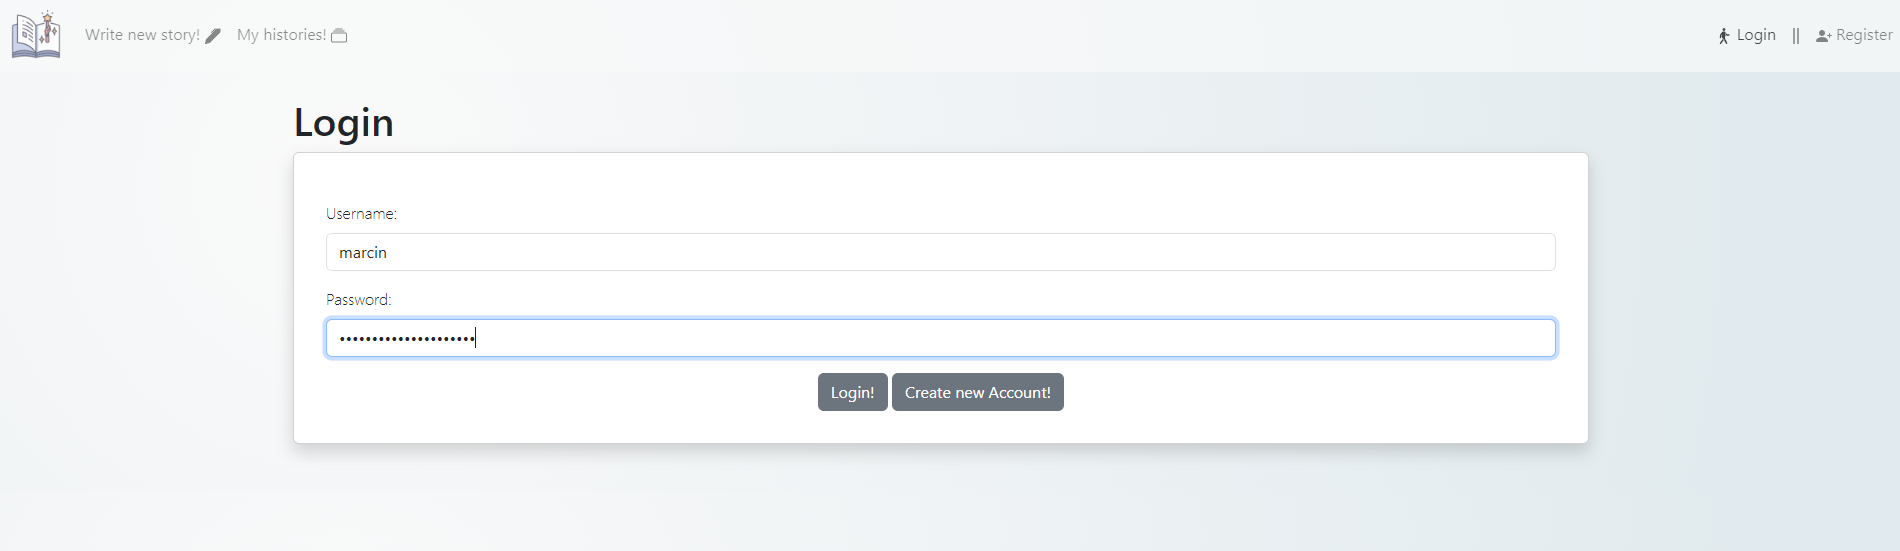 Write new story! My histories! Login || Register
Login
Username:
marcin
Password:
•••••••••••••••••••••
Login! Create new Account!